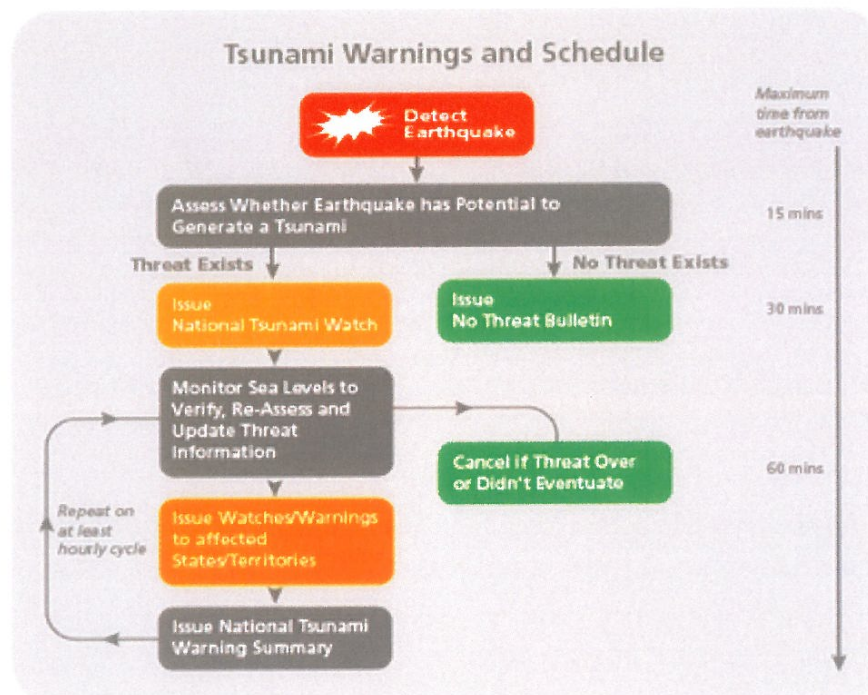 Tsunami Warnings and Schedule
Maximum
time from
earthquake
Detect
Earthquake
Assess Whether Earthquake has Potential to
Generate a Tsunami
15 mins
Threat Exists
No Threat Exists
Issue
National Tsunami Watch
Issue
No Threat Bulletin
30 mins
Monitor Sea Levels to
Verify, Re-Assess and
Update Threat
Information
Cancel if Threat Over
or Didn't Eventuate
60 mins
Repeat on
at least
hourly cycle
Issue Watches/Warnings
to affected
States/Territories
Issue National Tsunami
Warning Summary